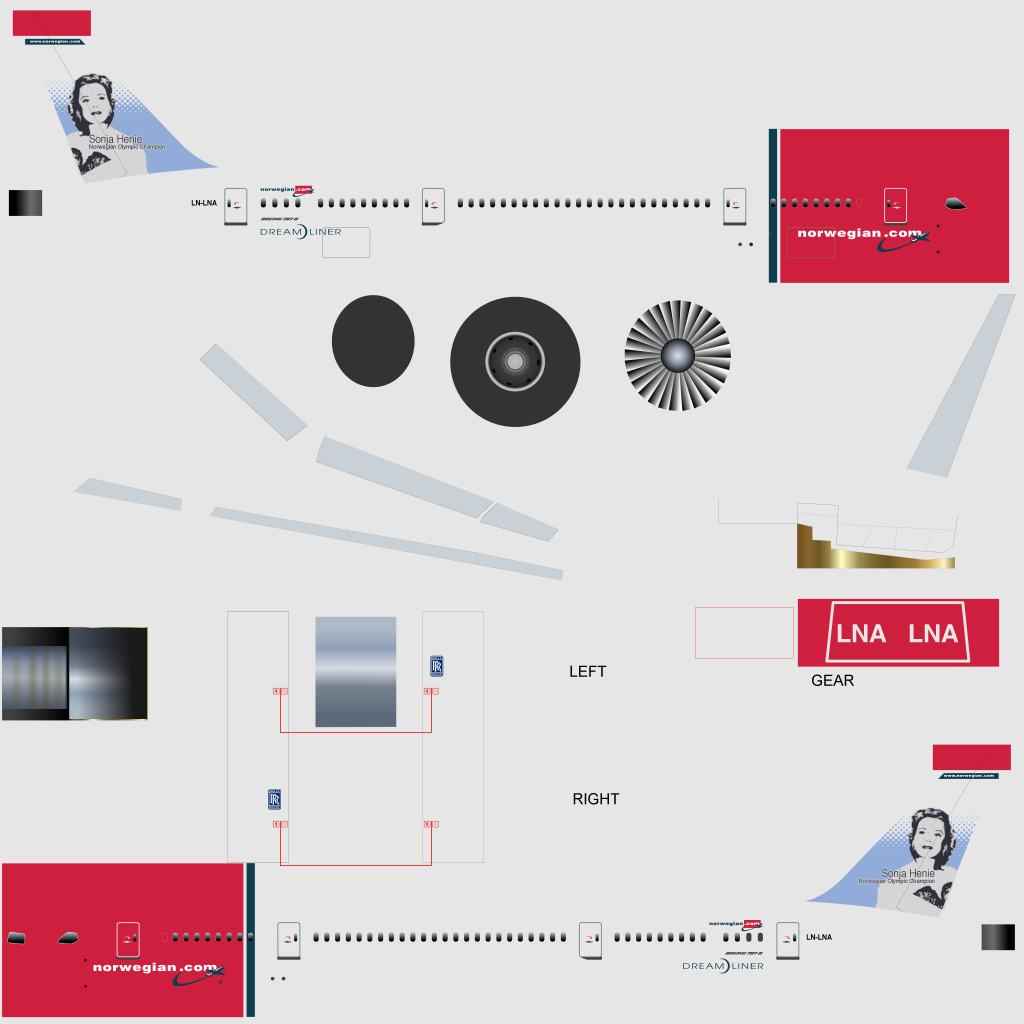 www.norwegian.com
Sonja Henie
Norwegian Olympic Champion
LN-LNA
norwegian.com
BOEING 787-8
DREAMLINER
norwegian.com
LNA LNA
LEFT
GEAR
RIGHT
www.norwegian.com
Sonja Henie
Norwegian Olympic Champion
norwegian.com
LN-LNA
BOEING 787-8
DREAMLINER
norwegian.com